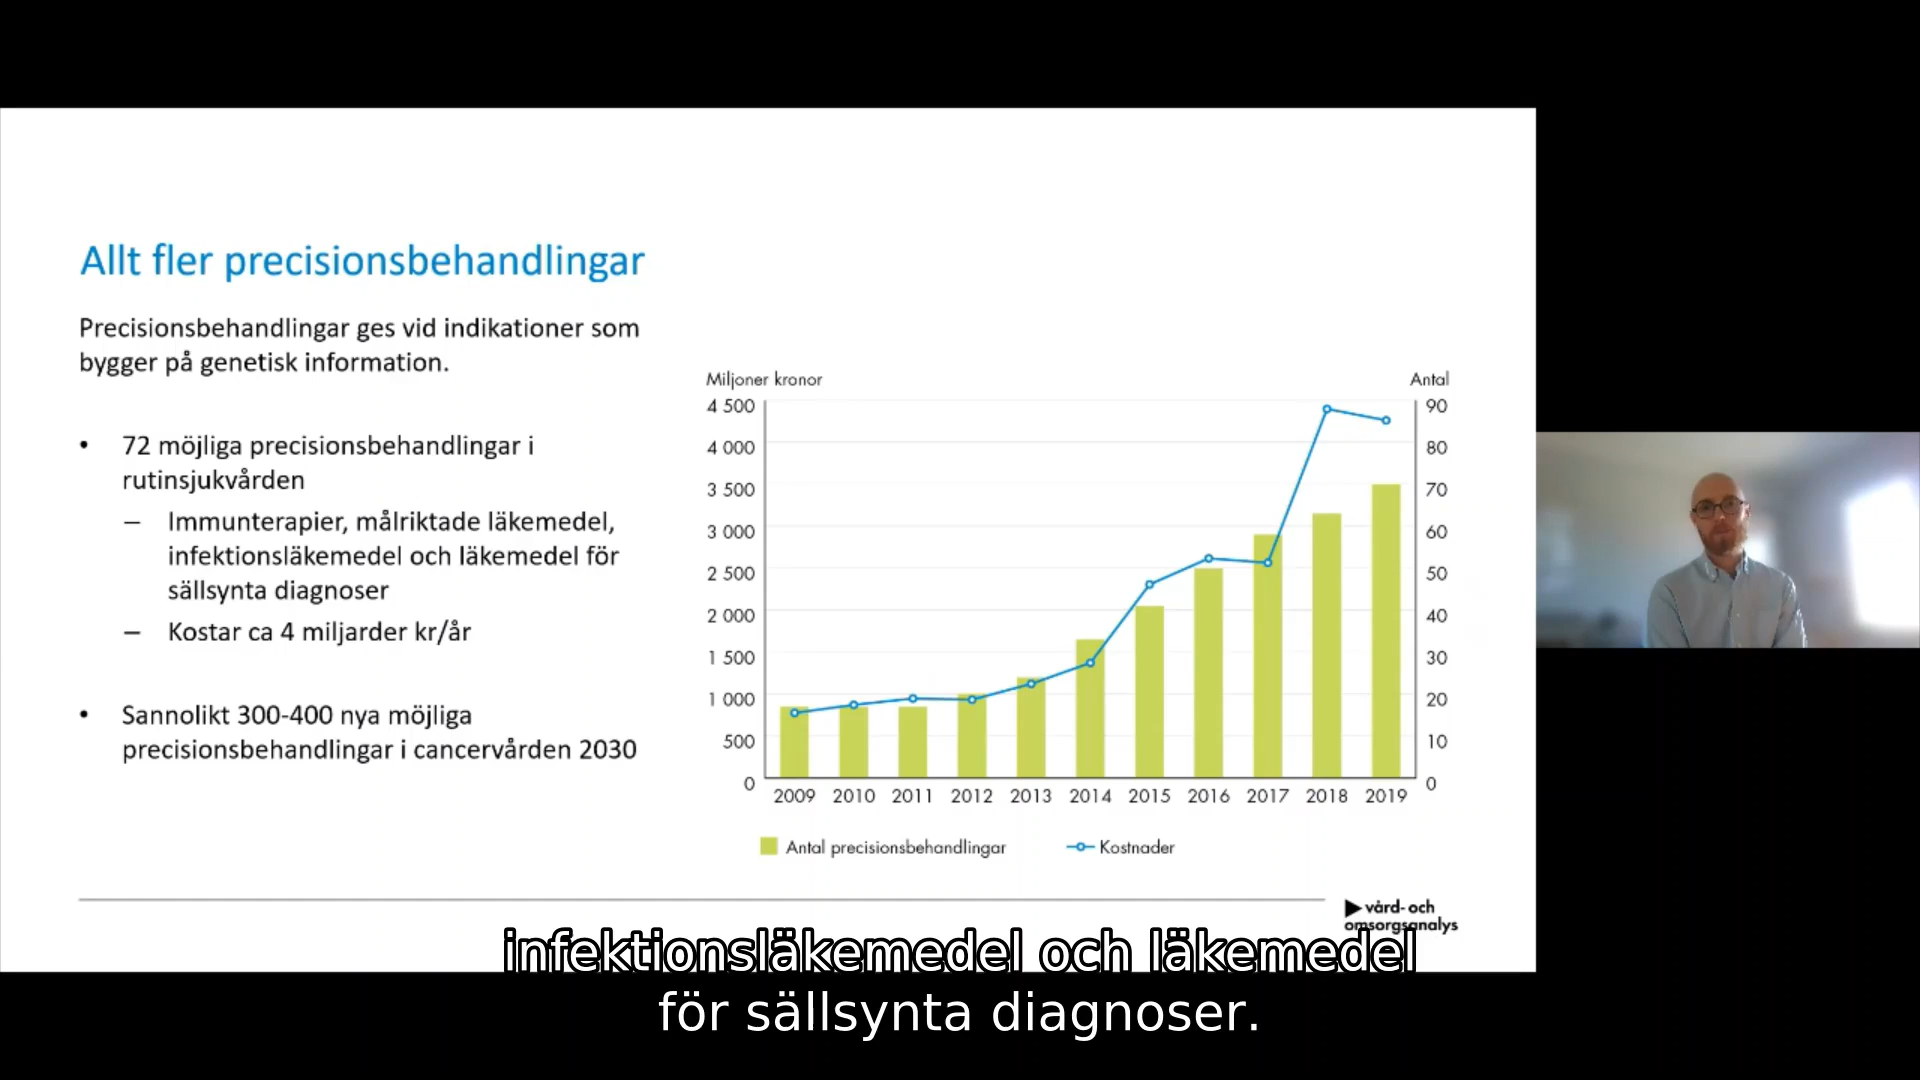 Allt fler precisionsbehandlingar
Precisionsbehandlingar ges vid indikationer som
bygger på genetisk information.
• 72 möjliga precisionsbehandlingar i
rutinsjukvården
– Immunterapier, målriktade läkemedel,
infektionsläkemedel och läkemedel för
sällsynta diagnoser
– Kostar ca 4 miljarder kr/år
• Sannolikt 300-400 nya möjliga
precisionsbehandlingar i cancervården 2030
Miljoner kronor
Antal
4 500
90
4 000
80
3 500
70
3 000
60
2 500
50
2 000
40
1 500
30
1 000
20
500
10
0
0
2009 2010 2011 2012 2013 2014 2015 2016 2017 2018 2019
Antal precisionsbehandlingar
Kostnader
vård- och
omsorgsanalys
infektionsläkemedel och läkemedel
för sällsynta diagnoser.